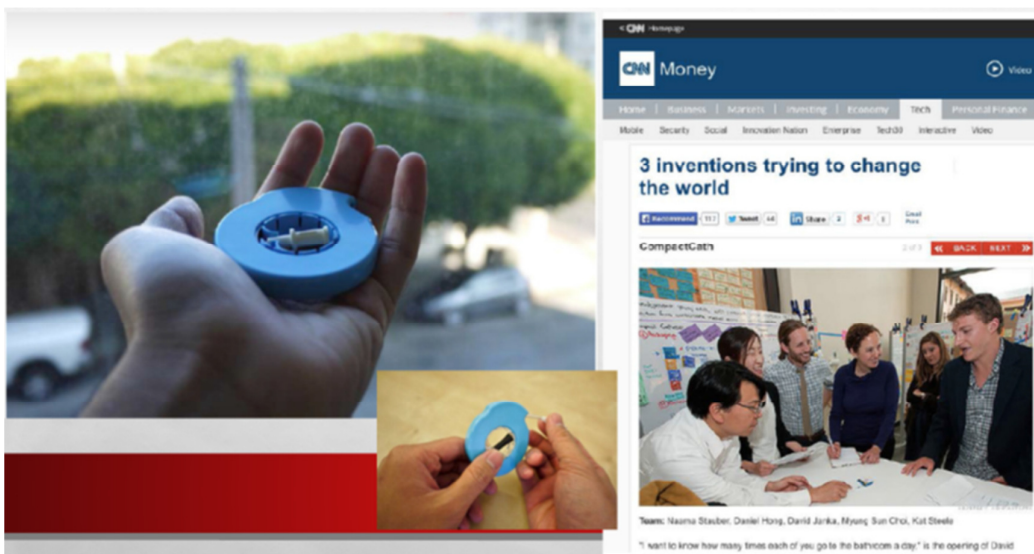 < CNN Homepage
CNN Money
Video
Home Business Markets Investing Economy Tech Personal Finance
Mobile Security Social Innovation Nation Enterprise Tech30 Interactive Video
3 inventions trying to change
the world
Recommend 117 Tweet Share
CompactCath
BACK NEXT
Team: Naama Stauber, Daniel Hong, David Janka, Myung Sun Choi, Kat Steele
"I want to know how many times each of you go to the bathroom a day," is the opening of David